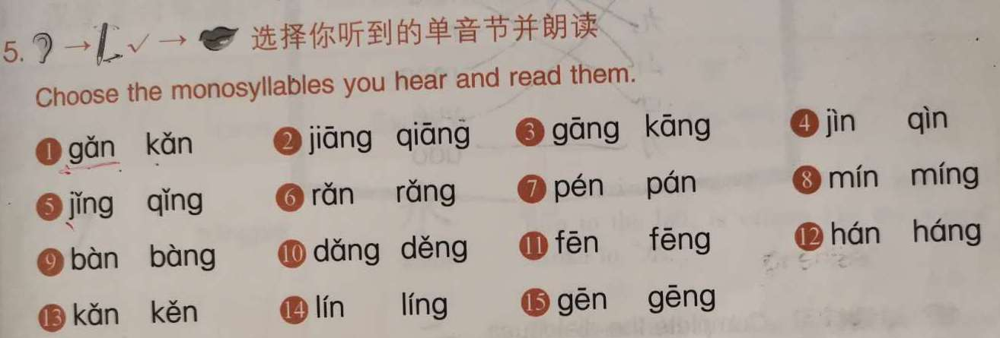 5. → ✓ → 选择你听到的单音节并朗读
Choose the monosyllables you hear and read them.
1 gǎn kǎn 2 jiāng qiāng 3 gāng kāng 4 jìn qìn
5 jǐng qǐng 6 rǎn rǎng 7 pén pán 8 mín míng
9 bàn bàng 10 dǎng děng 11 fēn fēng 12 hán háng
13 kǎn kěn 14 lín líng 15 gēn gēng